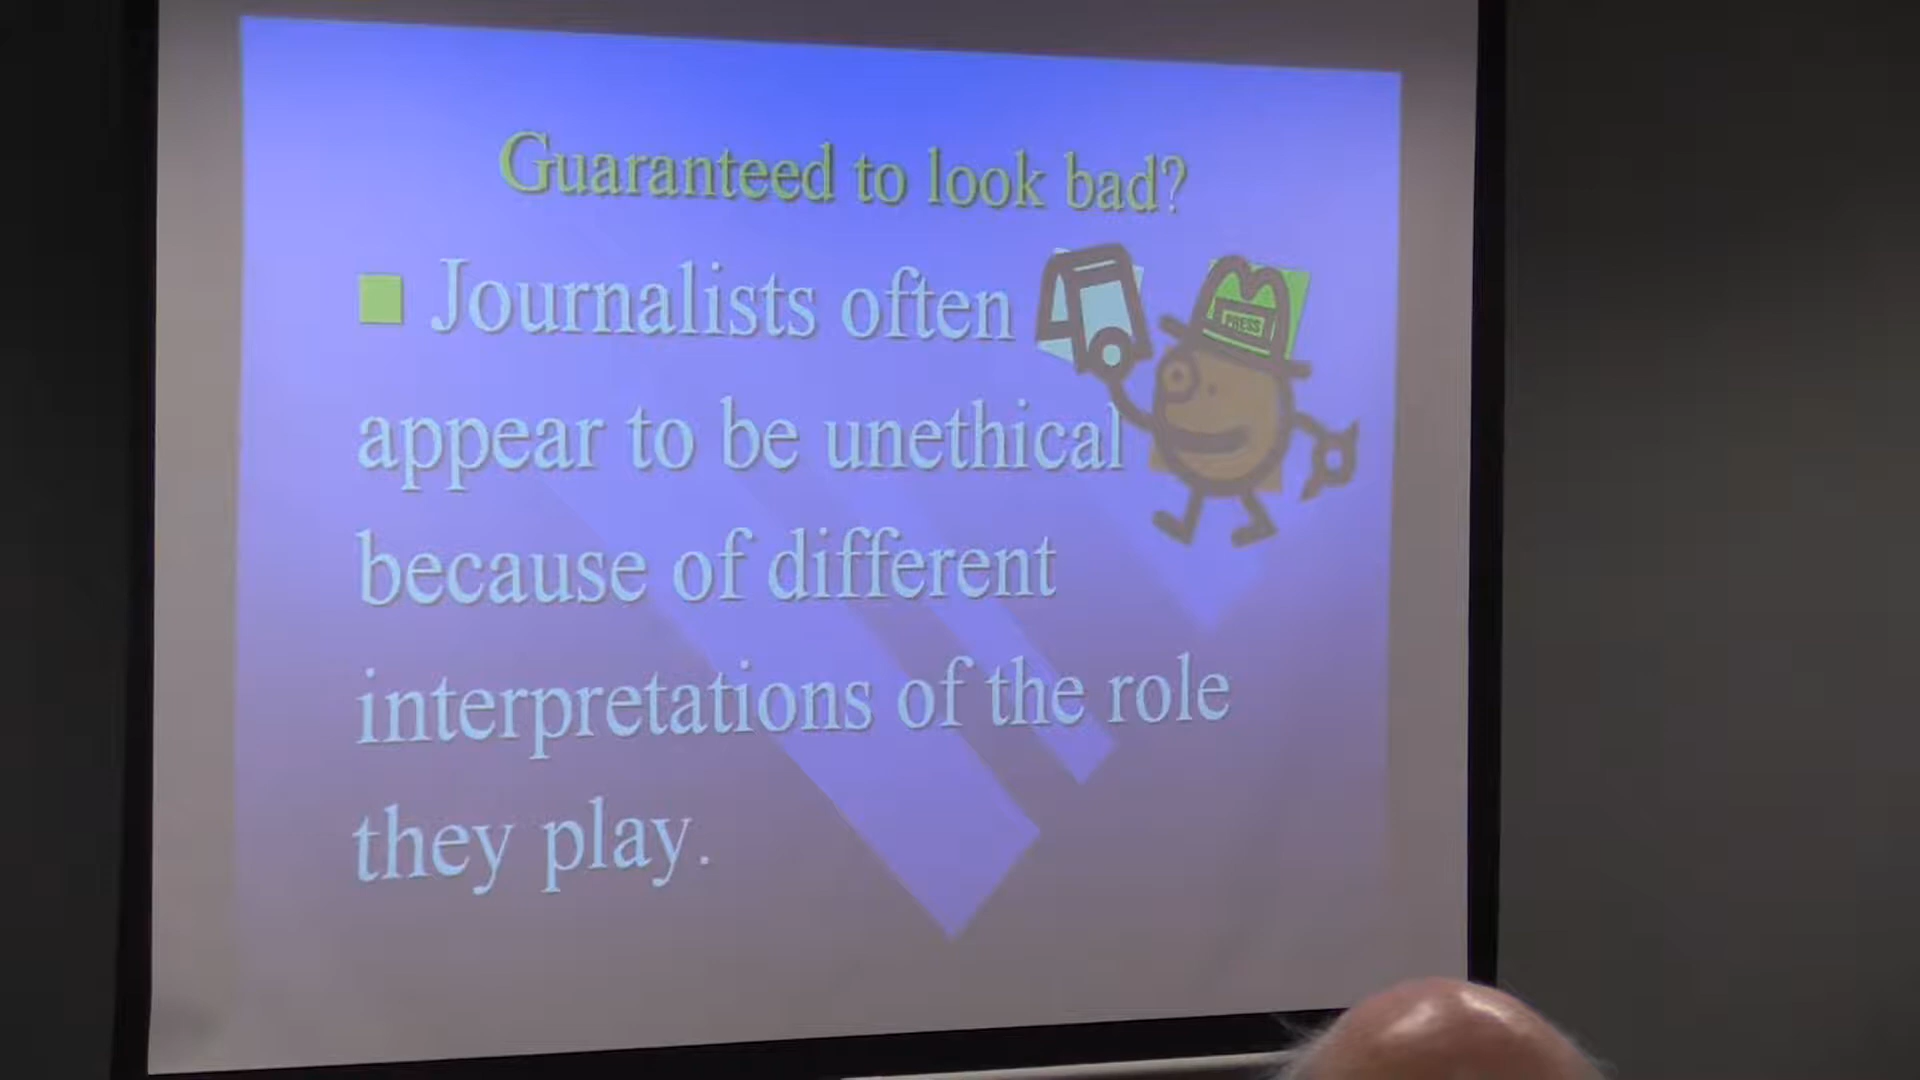 Guaranteed to look bad?
Journalists often
PRESS
appear to be unethical
because of different
interpretations of the role
they play.